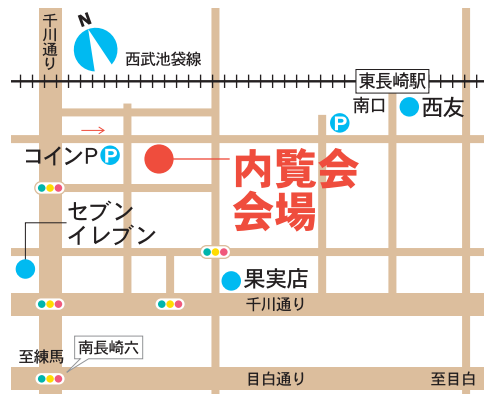 千川通り
N
西武池袋線
東長崎駅
南口
西友
P
コインP P
内覧会
会場
セブン
イレブン
果実店
千川通り
南長崎六
至練馬
目白通り
至目白